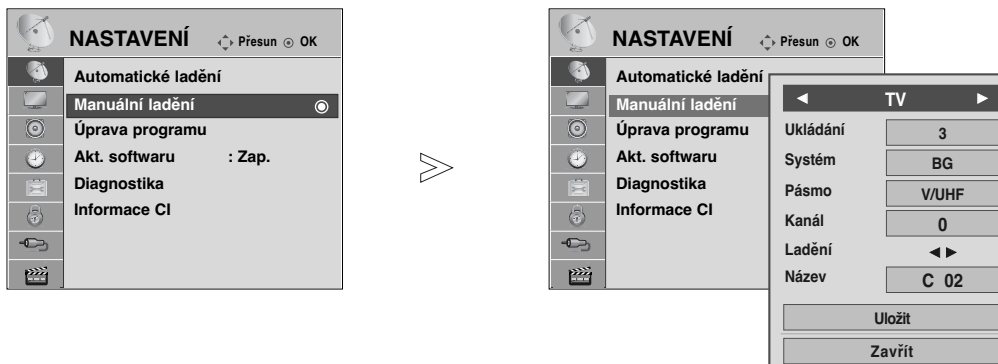 NASTAVENÍ Přesun OK
Automatické ladění
Manuální ladění
Úprava programu
Akt. softwaru : Zap.
Diagnostika
Informace CI
NASTAVENÍ Přesun OK
Automatické ladění
Manuální ladění
Úprava programu
Akt. softwaru
Diagnostika
Informace CI
◄ TV ►
Ukládání 3
Systém BG
Pásmo V/UHF
Kanál 0
Ladění ◄►
Název C 02
Uložit
Zavřít